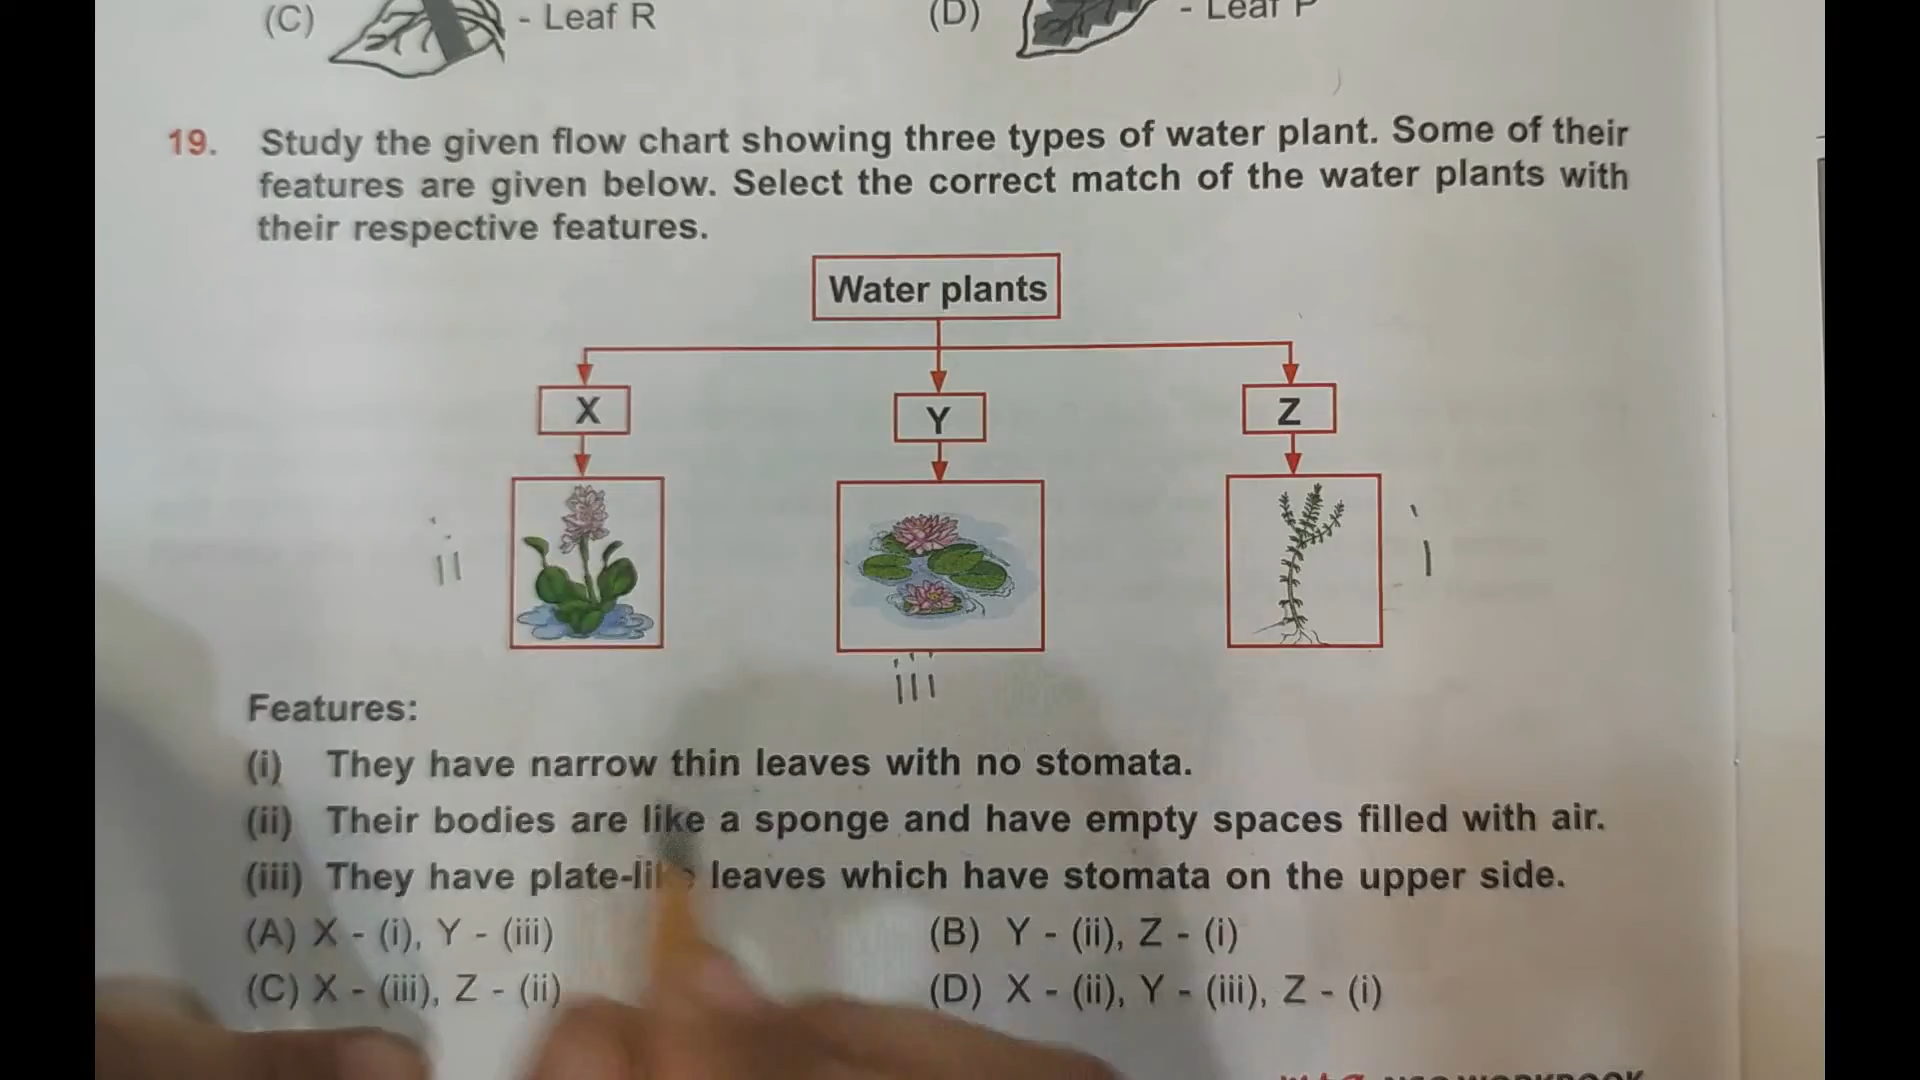 (C) - Leaf R (D) - Leaf P
19. Study the given flow chart showing three types of water plant. Some of their
features are given below. Select the correct match of the water plants with
their respective features.
Water plants
X Y Z
ii
i
iii
Features:
(i) They have narrow thin leaves with no stomata.
(ii) Their bodies are like a sponge and have empty spaces filled with air.
(iii) They have plate-like leaves which have stomata on the upper side.
(A) X - (i), Y - (iii) (B) Y - (ii), Z - (i)
(C) X - (iii), Z - (ii) (D) X - (ii), Y - (iii), Z - (i)
NSO WORKBOOK